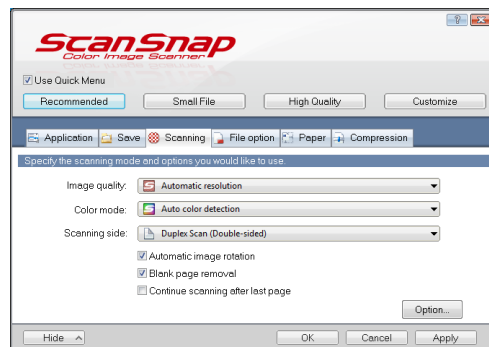 ScanSnap
Color Image Scanner
Use Quick Menu
Recommended Small File High Quality Customize
Application Save Scanning File option Paper Compression
Specify the scanning mode and options you would like to use.
Image quality: Automatic resolution
Color mode: Auto color detection
Scanning side: Duplex Scan (Double-sided)
Automatic image rotation
Blank page removal
Continue scanning after last page
Option...
Hide OK Cancel Apply